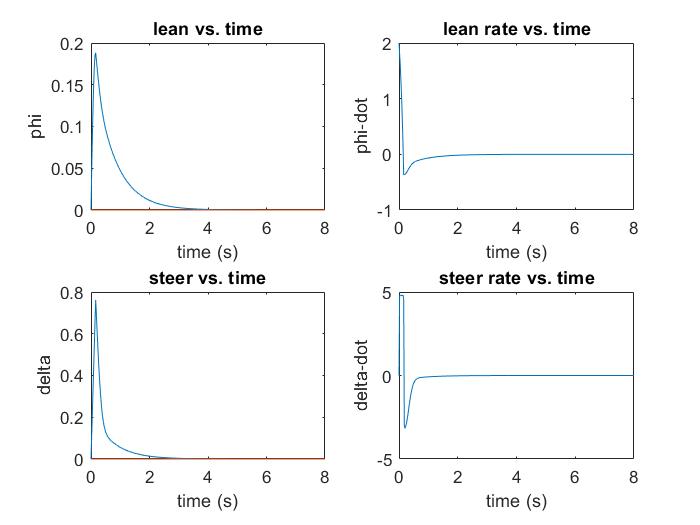 lean vs. time
0.2
0.15
0.1
0.05
0
phi
0 2 4 6 8
time (s)
lean rate vs. time
2
1
0
-1
phi-dot
0 2 4 6 8
time (s)
steer vs. time
0.8
0.6
0.4
0.2
0
delta
0 2 4 6 8
time (s)
steer rate vs. time
5
0
-5
delta-dot
0 2 4 6 8
time (s)